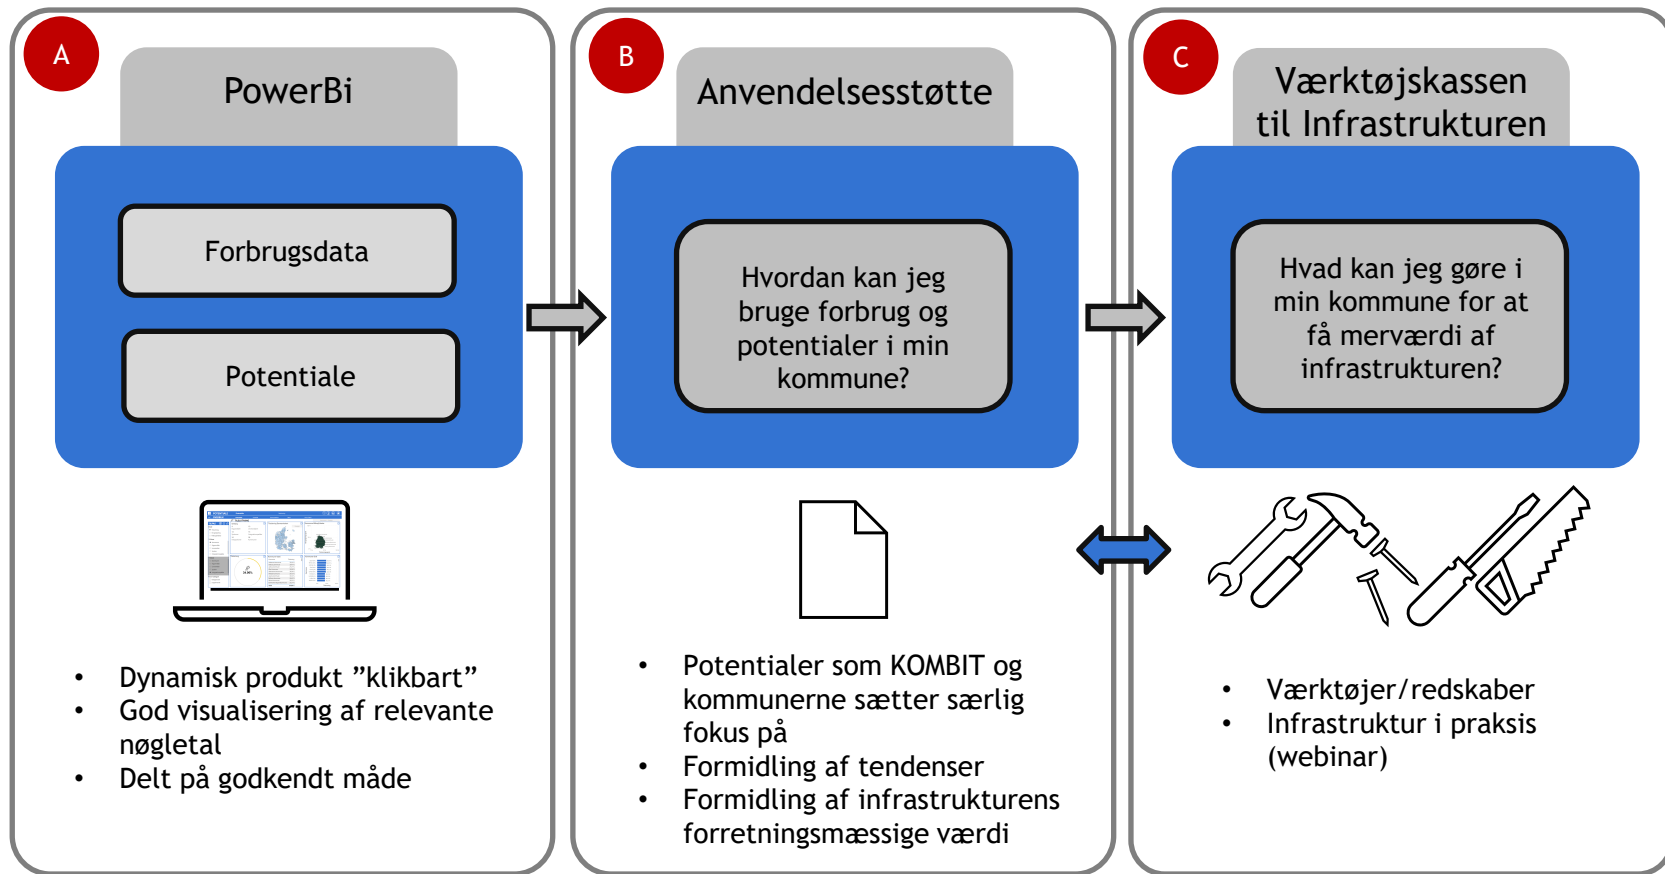 A
PowerBi
Forbrugsdata
Potentiale
• Dynamisk produkt ”klikbart”
• God visualisering af relevante
nøgletal
• Delt på godkendt måde
B
Anvendelsesstøtte
Hvordan kan jeg
bruge forbrug og
potentialer i min
kommune?
• Potentialer som KOMBIT og
kommunerne sætter særlig
fokus på
• Formidling af tendenser
• Formidling af infrastrukturens
forretningsmæssige værdi
C
Værktøjskassen
til Infrastrukturen
Hvad kan jeg gøre i
min kommune for at
få merværdi af
infrastrukturen?
• Værktøjer/redskaber
• Infrastruktur i praksis
(webinar)